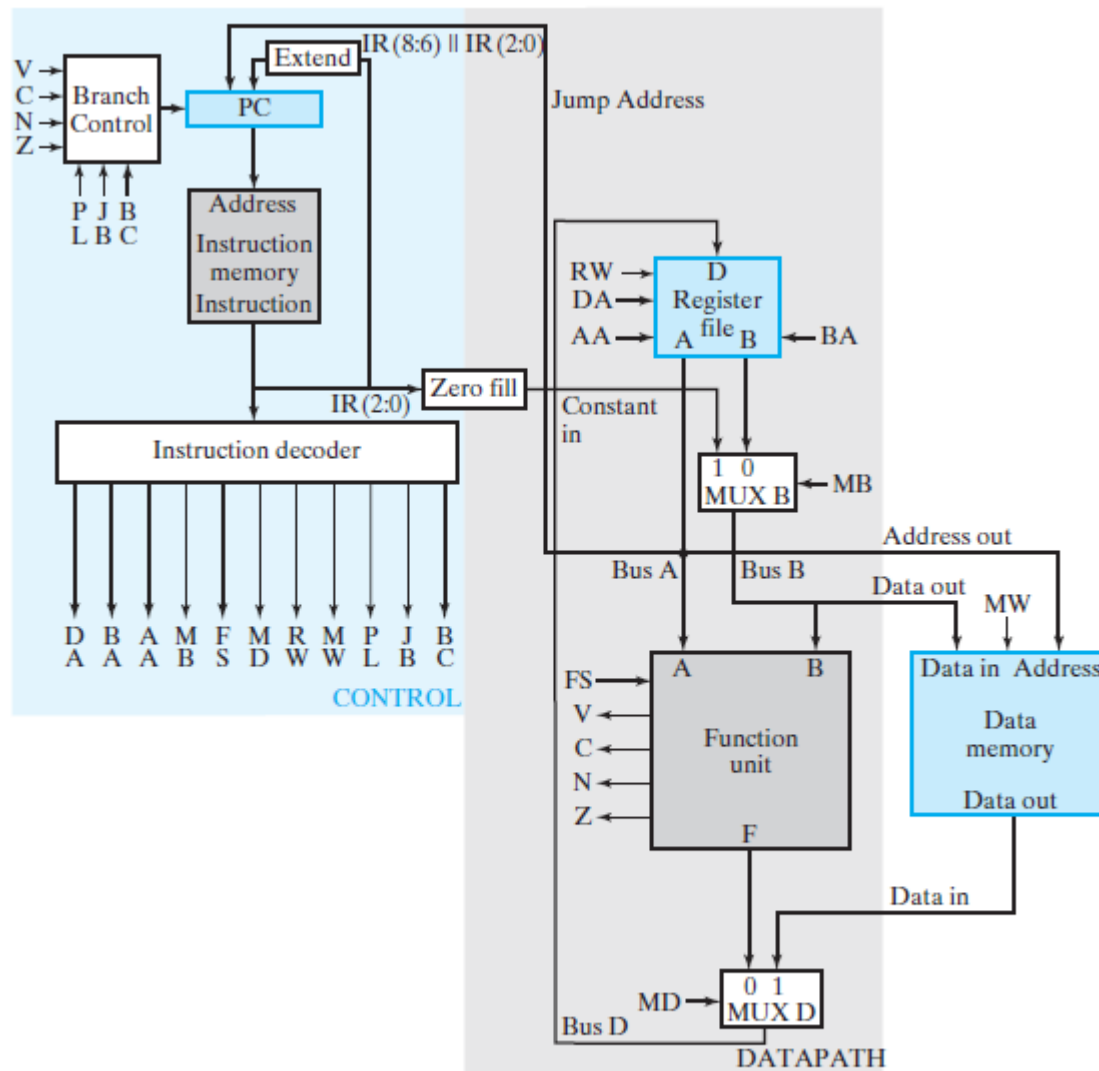 IR(8:6) || IR(2:0)
Extend
V
C
N
Z
Branch
Control
PC
Jump Address
P J B
L B C
Address
Instruction
memory
Instruction
RW
DA
AA
D
Register
file
A B
BA
IR(2:0)
Zero fill
Constant
in
Instruction decoder
1 0
MUX B
MB
Address out
Bus A
Bus B
Data out
MW
D B A M F M R M P J B
A A A B S D W W L B C
CONTROL
FS
V
C
N
Z
A B
Function
unit
F
Data in Address
Data
memory
Data out
Data in
MD
0 1
MUX D
Bus D
DATAPATH